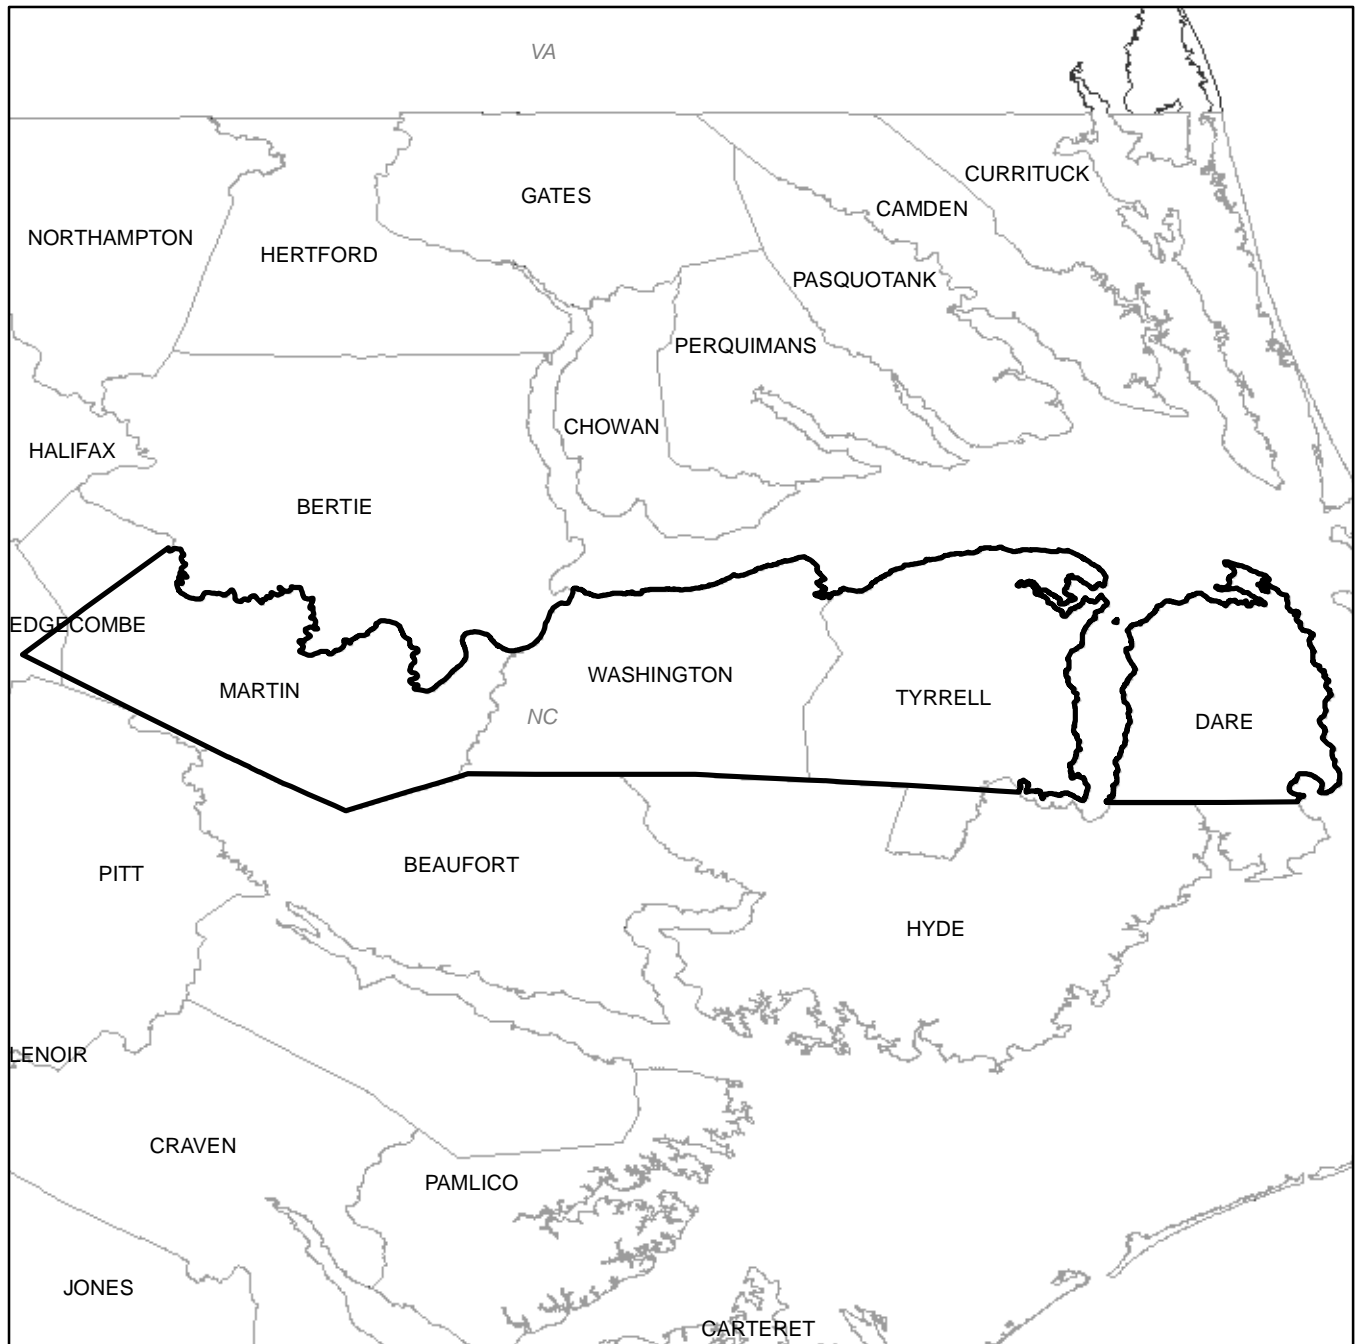 VA
CURRITUCK
GATES
CAMDEN
NORTHAMPTON
HERTFORD
PASQUOTANK
PERQUIMANS
CHOWAN
HALIFAX
BERTIE
EDGECOMBE
WASHINGTON
MARTIN
TYRRELL
NC
DARE
BEAUFORT
PITT
HYDE
LENOIR
CRAVEN
PAMLICO
JONES
CARTERET